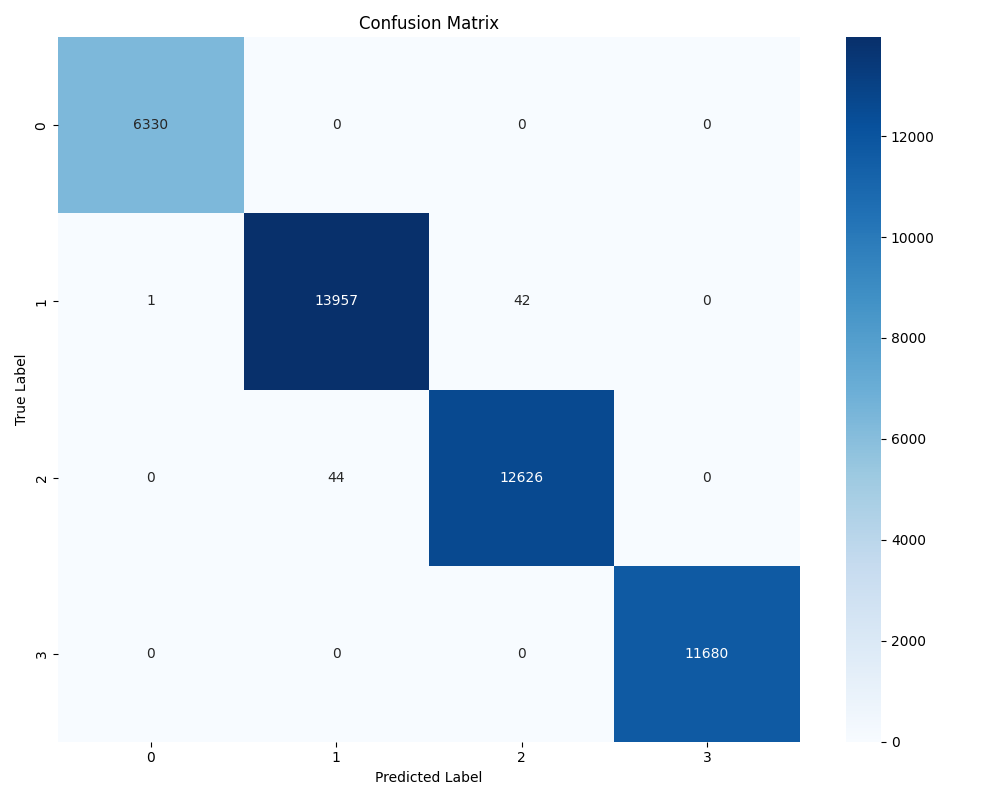 Confusion Matrix
0 6330 0 0 0
1 1 13957 42 0
2 0 44 12626 0
3 0 0 0 11680
0 1 2 3
True Label
Predicted Label
12000
10000
8000
6000
4000
2000
0